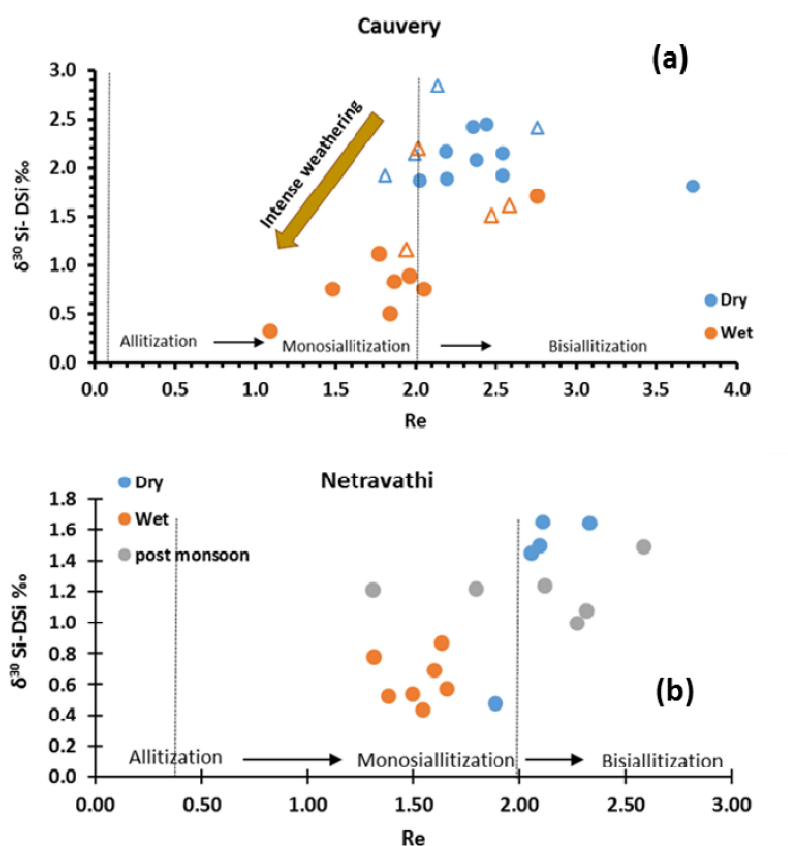 Cauvery
(a)
3.0
2.5
2.0
1.5
1.0
0.5
0.0
δ³⁰ Si- DSi ‰
Intense weathering
Dry
Wet
Allitization
Monosiallitization
Bisiallitization
0.0 0.5 1.0 1.5 2.0 2.5 3.0 3.5 4.0
Re
Netravathi
Dry
Wet
post monsoon
1.8
1.6
1.4
1.2
1.0
0.8
0.6
0.4
0.2
0.0
δ³⁰ Si-DSi ‰
(b)
Allitization
Monosiallitization
Bisiallitization
0.00 0.50 1.00 1.50 2.00 2.50 3.00
Re